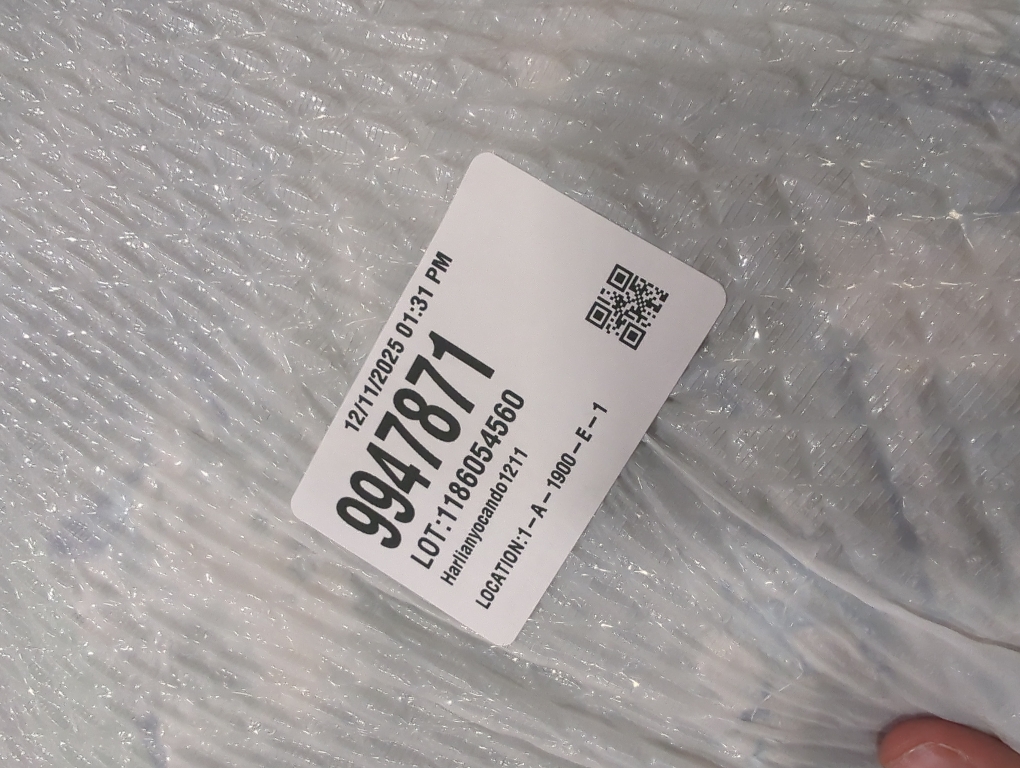 12/11/2025 01:31 PM
9947871
LOT:1186054560
Harlianyocando1211
LOCATION:1-A-1900-E-1